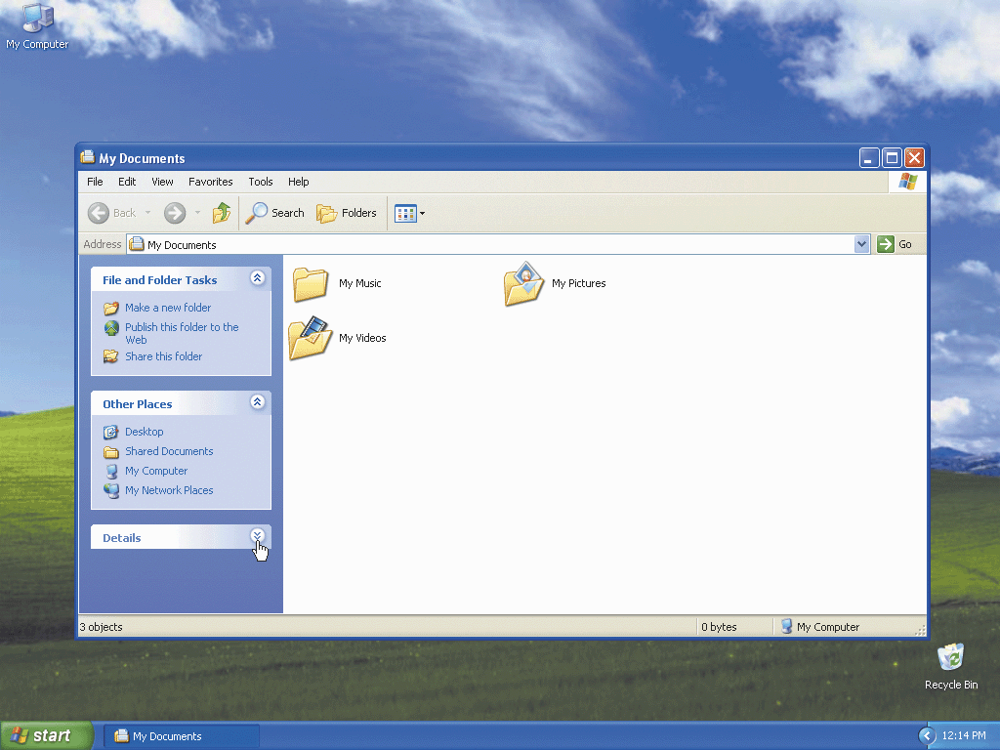 My Computer
My Documents
File Edit View Favorites Tools Help
Back Search Folders
Address My Documents Go
File and Folder Tasks
Make a new folder
Publish this folder to the
Web
Share this folder
Other Places
Desktop
Shared Documents
My Computer
My Network Places
Details
My Music
My Pictures
My Videos
3 objects 0 bytes My Computer
Recycle Bin
start My Documents 12:14 PM